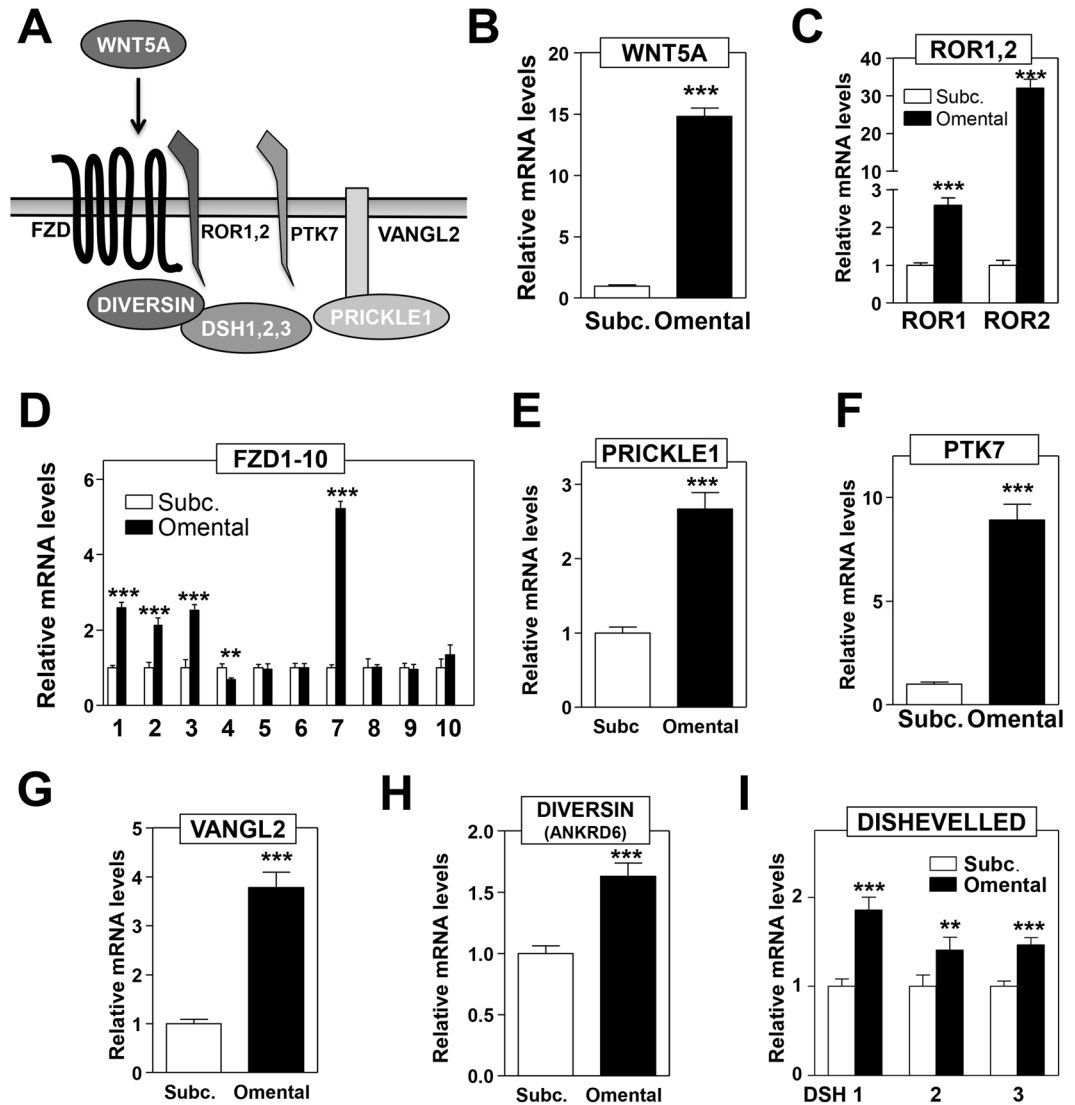 A
WNT5A
FZD
ROR1,2
PTK7
VANGL2
DIVERSIN
DSH1,2,3
PRICKLE1
B
WNT5A
Relative mRNA levels
20
15
10
5
0
***
Subc. Omental
C
ROR1,2
Relative mRNA levels
40
30
20
10
3
2
1
0
Subc.
Omental
***
***
ROR1 ROR2
D
FZD1-10
Relative mRNA levels
6
4
2
0
Subc.
Omental
*** *** *** ** ***
1 2 3 4 5 6 7 8 9 10
E
PRICKLE1
Relative mRNA levels
3
2
1
0
***
Subc Omental
F
PTK7
Relative mRNA levels
10
5
0
***
Subc. Omental
G
VANGL2
Relative mRNA levels
5
4
3
2
1
0
***
Subc. Omental
H
DIVERSIN
(ANKRD6)
Relative mRNA levels
2.0
1.5
1.0
0.5
0.0
***
Subc. Omental
I
DISHEVELLED
Relative mRNA levels
2
1
0
Subc.
Omental
*** ** ***
DSH 1 2 3